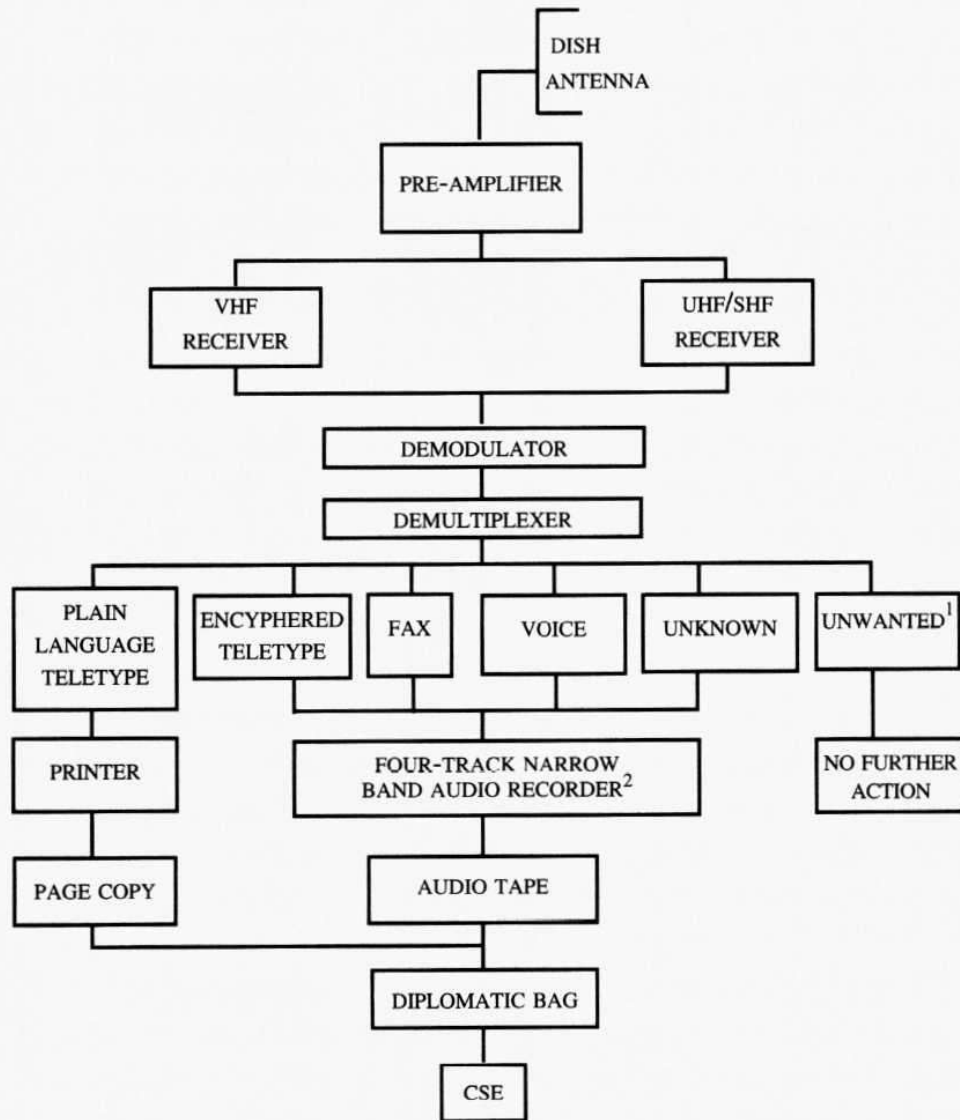 DISH
ANTENNA
PRE-AMPLIFIER
VHF
RECEIVER
UHF/SHF
RECEIVER
DEMODULATOR
DEMULTIPLEXER
PLAIN
LANGUAGE
TELETYPE
ENCYPHERED
TELETYPE
FAX
VOICE
UNKNOWN
UNWANTED¹
PRINTER
FOUR-TRACK NARROW
BAND AUDIO RECORDER²
NO FURTHER
ACTION
PAGE COPY
AUDIO TAPE
DIPLOMATIC BAG
CSE